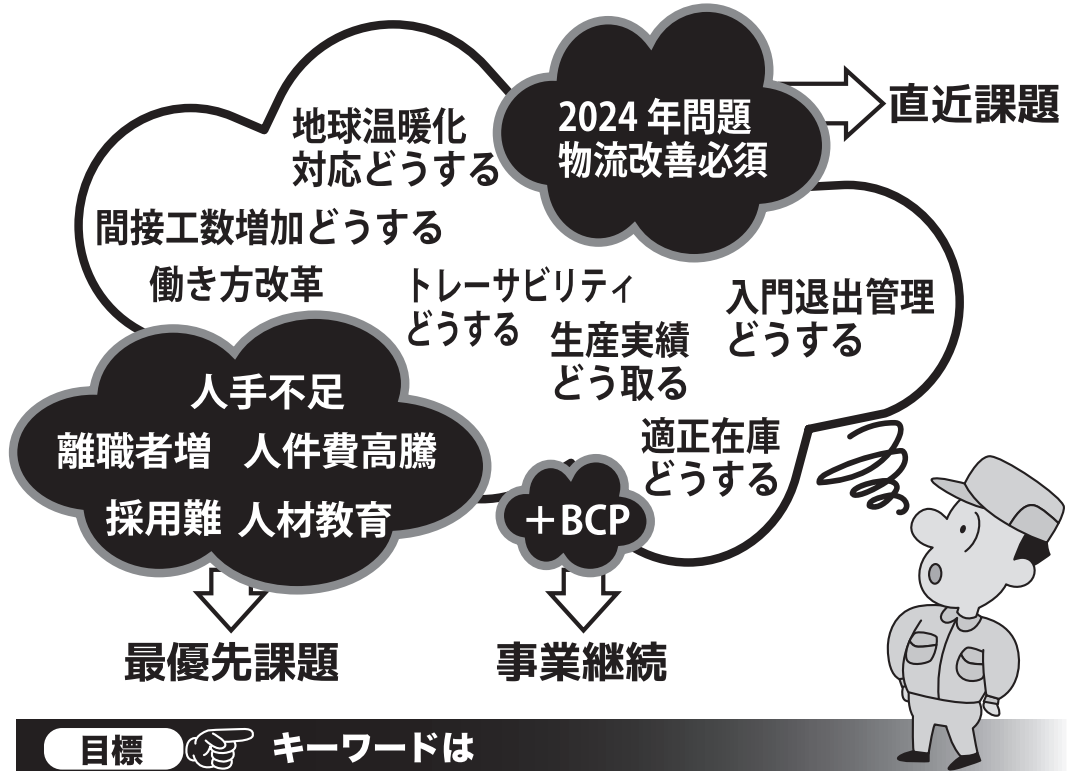 2024年問題
物流改善必須
直近課題
地球温暖化
対応どうする
間接工数増加どうする
働き方改革
トレーサビリティ
どうする
生産実績
どう取る
入門退出管理
どうする
適正在庫
どうする
人手不足
離職者増 人件費高騰
採用難 人材教育
+BCP
最優先課題
事業継続
目標 キーワードは